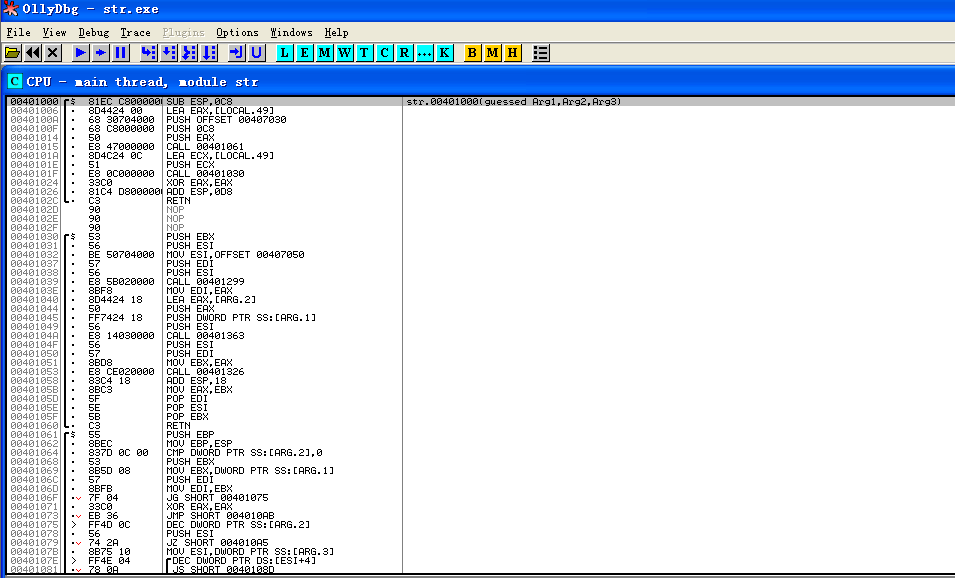 OllyDbg - str.exe
File View Debug Trace Plugins Options Windows Help
L E M W T C R ... K B M H
C CPU - main thread, module str
00401000 $ 81EC C8000000 SUB ESP,0C8 str.00401000(guessed Arg1,Arg2,Arg3)
00401006 . 8D4424 00 LEA EAX,[LOCAL.49]
0040100A . 68 30704000 PUSH OFFSET 00407030
0040100F . 68 C8000000 PUSH 0C8
00401014 . 50 PUSH EAX
00401015 . E8 47000000 CALL 00401061
0040101A . 8D4C24 0C LEA ECX,[LOCAL.49]
0040101E . 51 PUSH ECX
0040101F . E8 0C000000 CALL 00401030
00401024 . 33C0 XOR EAX,EAX
00401026 . 81C4 D8000000 ADD ESP,0D8
0040102C . C3 RETN
0040102D 90 NOP
0040102E 90 NOP
0040102F 90 NOP
00401030 $ 53 PUSH EBX
00401031 . 56 PUSH ESI
00401032 . BE 50704000 MOV ESI,OFFSET 00407050
00401037 . 57 PUSH EDI
00401038 . 56 PUSH ESI
00401039 . E8 5B020000 CALL 00401299
0040103E . 8BF8 MOV EDI,EAX
00401040 . 8D4424 18 LEA EAX,[ARG.2]
00401044 . 50 PUSH EAX
00401045 . FF7424 18 PUSH DWORD PTR SS:[ARG.1]
00401049 . 56 PUSH ESI
0040104A . E8 14030000 CALL 00401363
0040104F . 56 PUSH ESI
00401050 . 57 PUSH EDI
00401051 . 8BD8 MOV EBX,EAX
00401053 . E8 CE020000 CALL 00401326
00401058 . 83C4 18 ADD ESP,18
0040105B . 8BC3 MOV EAX,EBX
0040105D . 5F POP EDI
0040105E . 5E POP ESI
0040105F . 5B POP EBX
00401060 . C3 RETN
00401061 $ 55 PUSH EBP
00401062 . 8BEC MOV EBP,ESP
00401064 . 837D 0C 00 CMP DWORD PTR SS:[ARG.2],0
00401068 . 53 PUSH EBX
00401069 . 8B5D 08 MOV EBX,DWORD PTR SS:[ARG.1]
0040106C . 57 PUSH EDI
0040106D . 8BFB MOV EDI,EBX
0040106F . 7F 04 JG SHORT 00401075
00401071 . 33C0 XOR EAX,EAX
00401073 . EB 36 JMP SHORT 004010AB
00401075 > FF4D 0C DEC DWORD PTR SS:[ARG.2]
00401078 . 56 PUSH ESI
00401079 . 74 2A JZ SHORT 004010A5
0040107B . 8B75 10 MOV ESI,DWORD PTR SS:[ARG.3]
0040107E > FF4E 04 DEC DWORD PTR DS:[ESI+4]
00401081 . 78 0A JS SHORT 0040108D